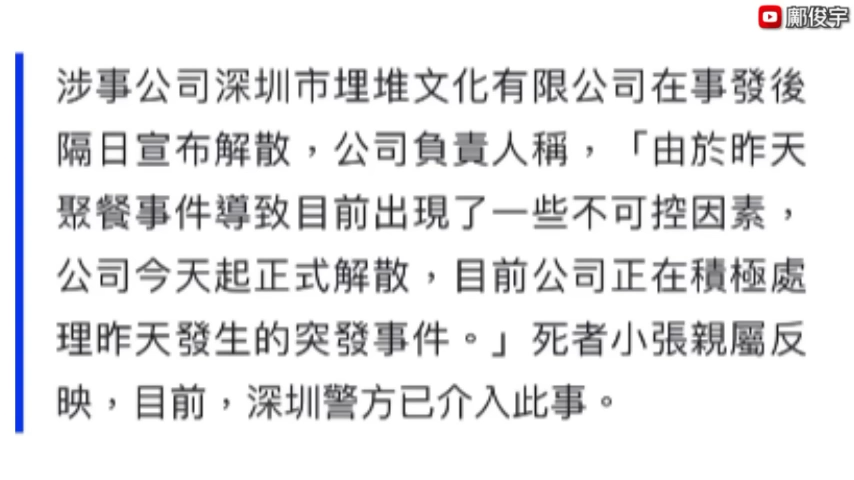 鄺俊宇
涉事公司深圳市埋堆文化有限公司在事發後
隔日宣布解散，公司負責人稱，「由於昨天
聚餐事件導致目前出現了一些不可控因素，
公司今天起正式解散，目前公司正在積極處
理昨天發生的突發事件。」死者小張親屬反
映，目前，深圳警方已介入此事。